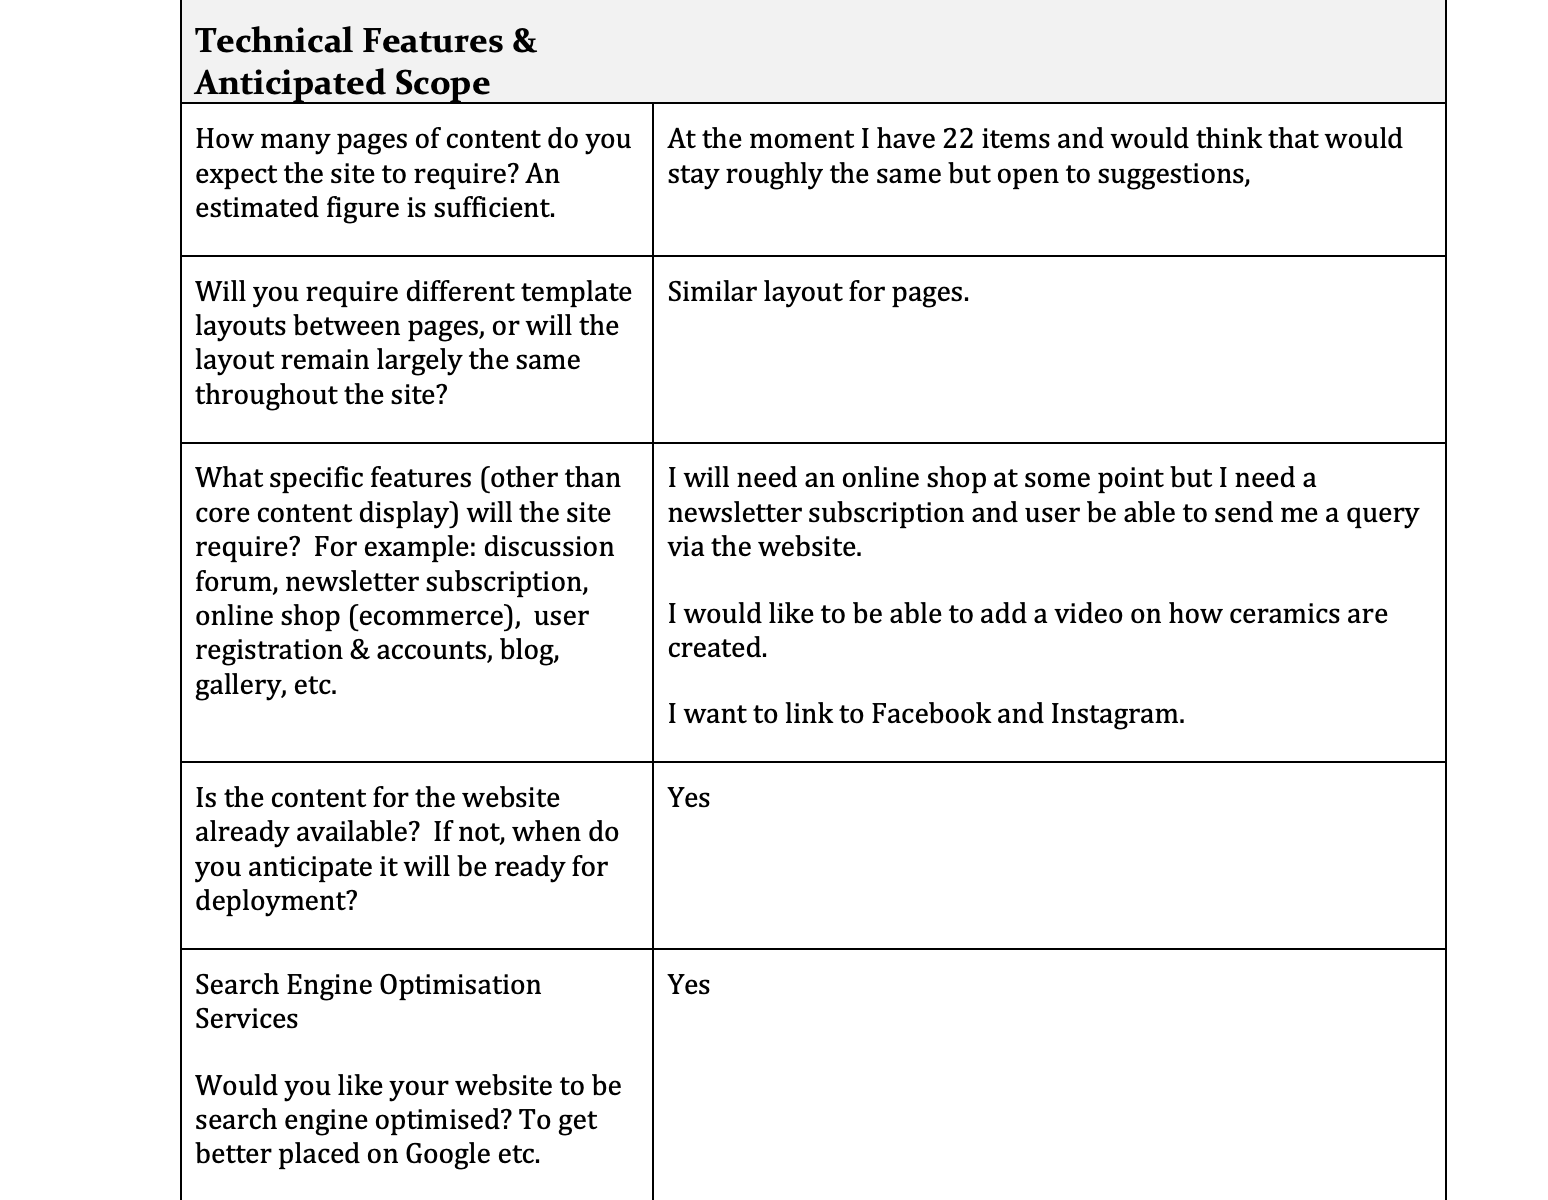 Technical Features &
Anticipated Scope
How many pages of content do you
expect the site to require? An
estimated figure is sufficient.
At the moment I have 22 items and would think that would
stay roughly the same but open to suggestions,
Will you require different template
layouts between pages, or will the
layout remain largely the same
throughout the site?
Similar layout for pages.
What specific features (other than
core content display) will the site
require?  For example: discussion
forum, newsletter subscription,
online shop (ecommerce),  user
registration & accounts, blog,
gallery, etc.
I will need an online shop at some point but I need a
newsletter subscription and user be able to send me a query
via the website.
I would like to be able to add a video on how ceramics are
created.
I want to link to Facebook and Instagram.
Is the content for the website
already available?  If not, when do
you anticipate it will be ready for
deployment?
Yes
Search Engine Optimisation
Services
Would you like your website to be
search engine optimised? To get
better placed on Google etc.
Yes